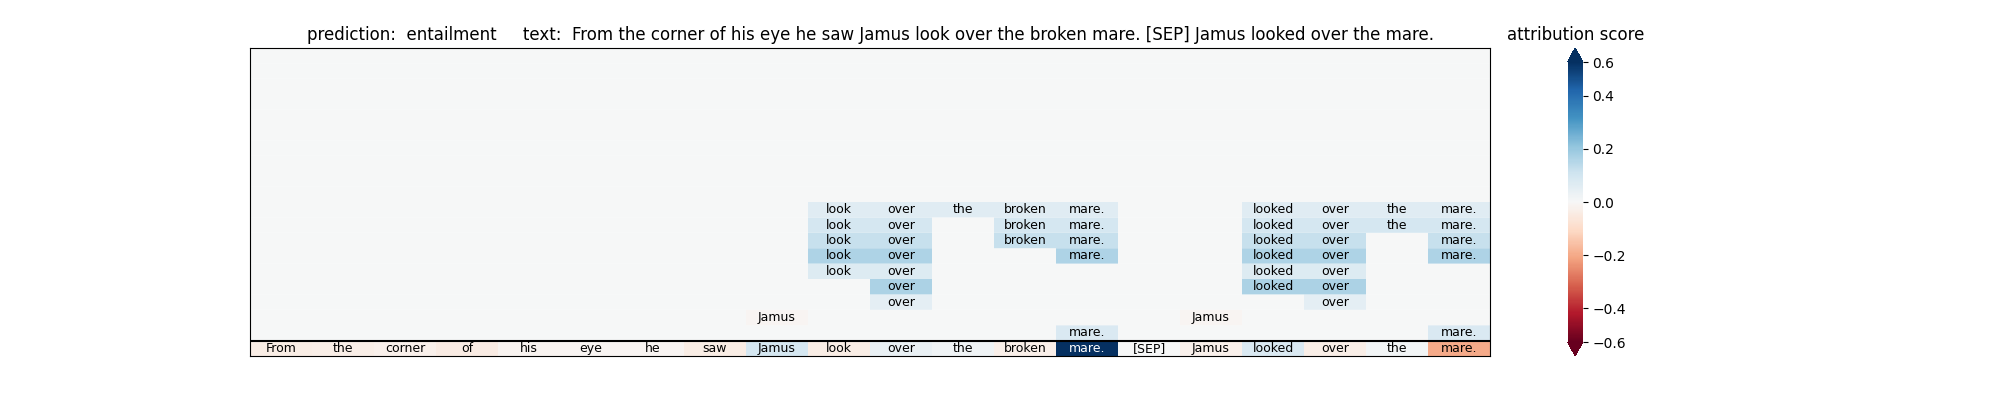 prediction: entailment text: From the corner of his eye he saw Jamus look over the broken mare. [SEP] Jamus looked over the mare. attribution score
0.6
0.4
0.2
look over the broken mare. looked over the mare. 0.0
look over broken mare. looked over the mare.
look over broken mare. looked over mare.
look over mare. looked over mare. −0.2
look over looked over
over looked over
over over −0.4
Jamus Jamus
mare. mare.
From the corner of his eye he saw Jamus look over the broken mare. [SEP] Jamus looked over the mare. −0.6